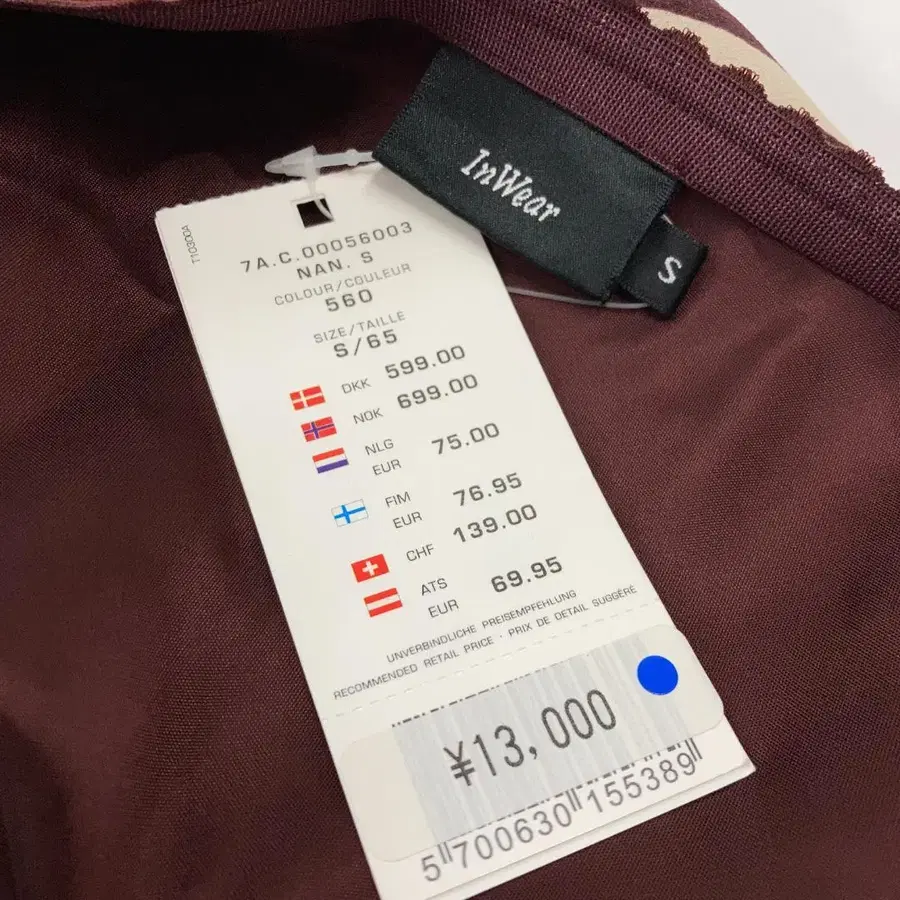 InWear
S
T10300A
7A.C.00056003
NAN. S
COLOUR/COULEUR
560
SIZE/TAILLE
S/65
DKK 599.00
NOK 699.00
NLG
EUR 75.00
FIM
EUR 76.95
CHF 139.00
ATS
EUR 69.95
UNVERBINDLICHE PREISEMPFEHLUNG
RECOMMENDED RETAIL PRICE · PRIX DE DETAIL SUGGÉRÉ
¥13,000
5 700630 155389